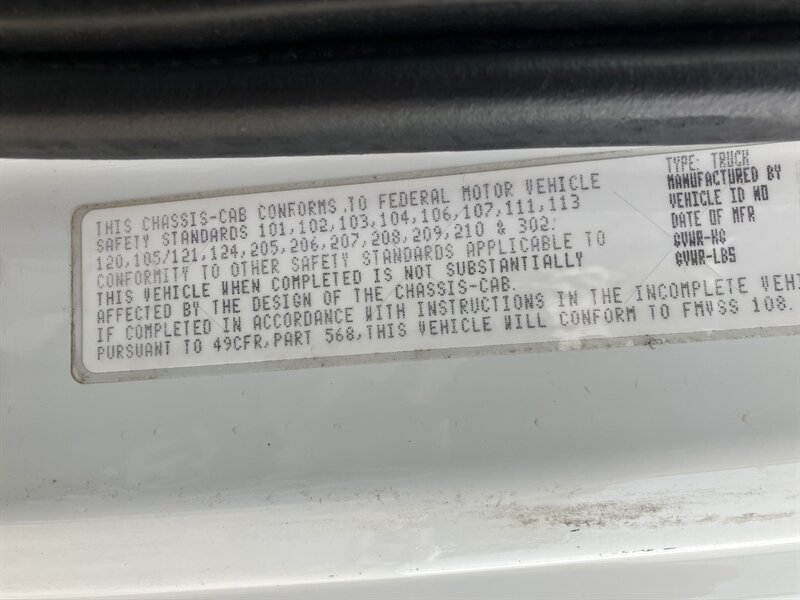 THIS CHASSIS-CAB CONFORMS TO FEDERAL MOTOR VEHICLE
SAFETY STANDARDS 101,102,103,104,106,107,111,113
120,105/121,124,205,206,207,208,209,210 & 302.
CONFORMITY TO OTHER SAFETY STANDARDS APPLICABLE TO
THIS VEHICLE WHEN COMPLETED IS NOT SUBSTANTIALLY
AFFECTED BY THE DESIGN OF THE CHASSIS-CAB.
IF COMPLETED IN ACCORDANCE WITH INSTRUCTIONS IN THE INCOMPLETE VEHI
PURSUANT TO 49CFR,PART 568,THIS VEHICLE WILL CONFORM TO FMVSS 108.
TYPE: TRUCK
MANUFACTURED BY
VEHICLE ID NO
DATE OF MFR
GVWR-KG
GVWR-LBS